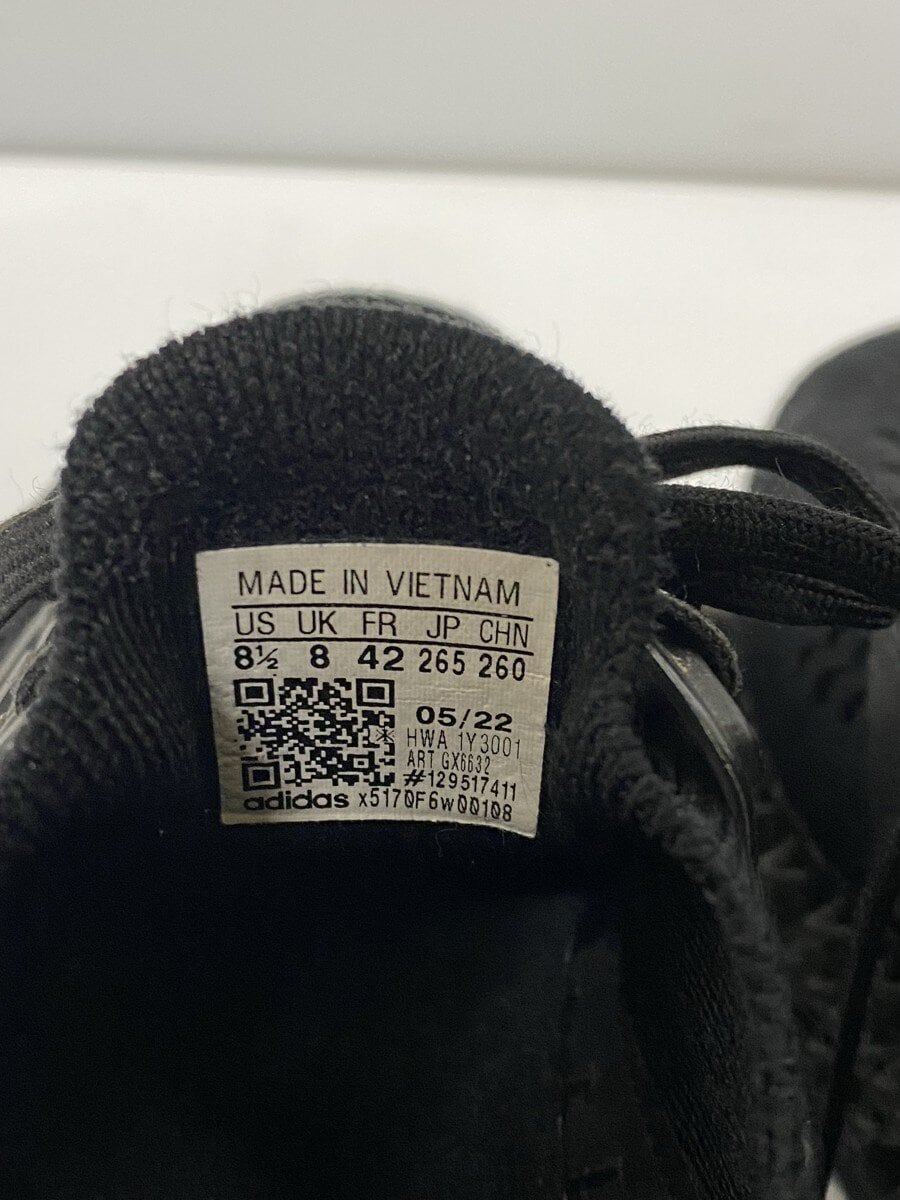 MADE IN VIETNAM
US UK FR JP CHN
8½ 8 42 265 260
05/22
HWA 1Y3001
ART GX6632
#129517411
adidas x5170F6w00108